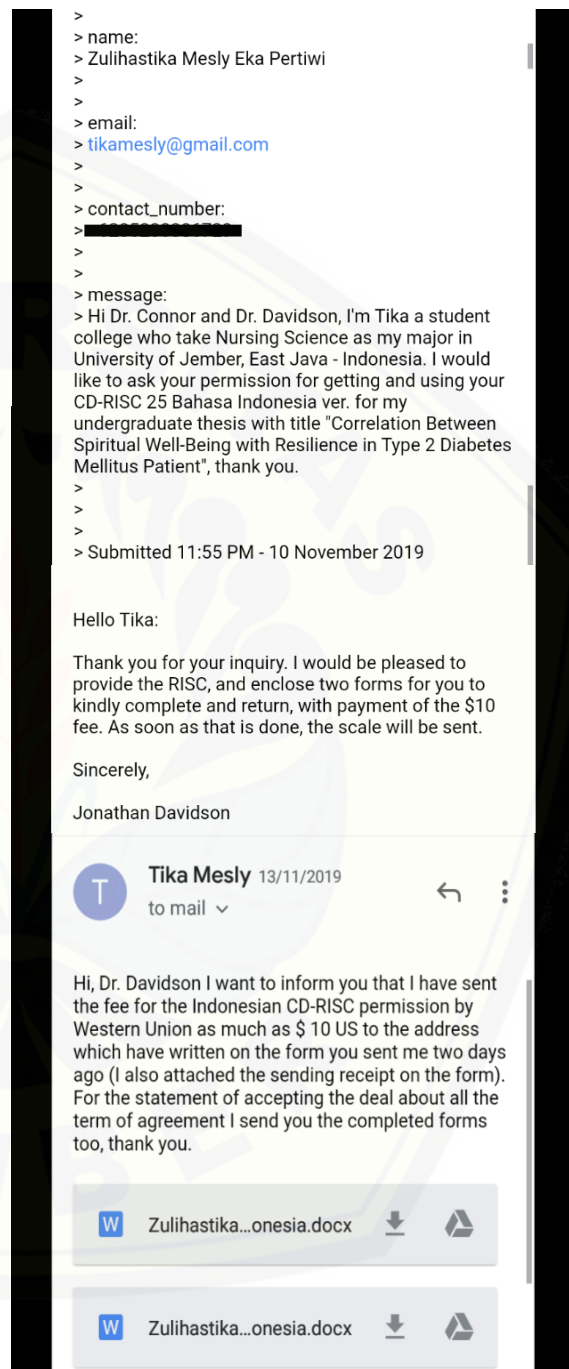 >
> name:
> Zulihastika Mesly Eka Pertiwi
>
>
> email:
> tikamesly@gmail.com
>
>
> contact_number:
>
>
>
> message:
> Hi Dr. Connor and Dr. Davidson, I'm Tika a student
college who take Nursing Science as my major in
University of Jember, East Java - Indonesia. I would
like to ask your permission for getting and using your
CD-RISC 25 Bahasa Indonesia ver. for my
undergraduate thesis with title "Correlation Between
Spiritual Well-Being with Resilience in Type 2 Diabetes
Mellitus Patient", thank you.
>
>
>
> Submitted 11:55 PM - 10 November 2019
Hello Tika:
Thank you for your inquiry. I would be pleased to
provide the RISC, and enclose two forms for you to
kindly complete and return, with payment of the $10
fee. As soon as that is done, the scale will be sent.
Sincerely,
Jonathan Davidson
T
Tika Mesly 13/11/2019
to mail
Hi, Dr. Davidson I want to inform you that I have sent
the fee for the Indonesian CD-RISC permission by
Western Union as much as $ 10 US to the address
which have written on the form you sent me two days
ago (I also attached the sending receipt on the form).
For the statement of accepting the deal about all the
term of agreement I send you the completed forms
too, thank you.
W Zulihastika...onesia.docx
W Zulihastika...onesia.docx